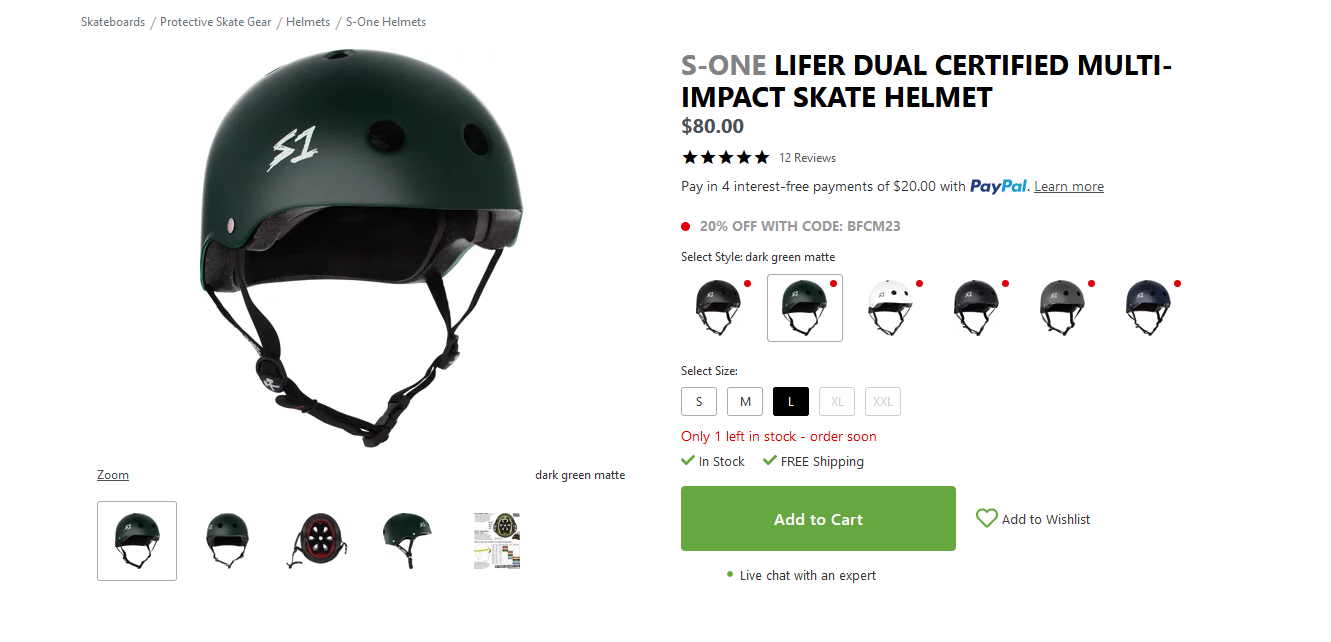 Skateboards / Protective Skate Gear / Helmets / S-One Helmets
S1
S-ONE LIFER DUAL CERTIFIED MULTI-
IMPACT SKATE HELMET
$80.00
12 Reviews
Pay in 4 interest-free payments of $20.00 with PayPal. Learn more
20% OFF WITH CODE: BFCM23
Select Style: dark green matte
Select Size:
S M L XL XXL
Only 1 left in stock - order soon
In Stock FREE Shipping
Zoom
dark green matte
Add to Cart
Add to Wishlist
Live chat with an expert